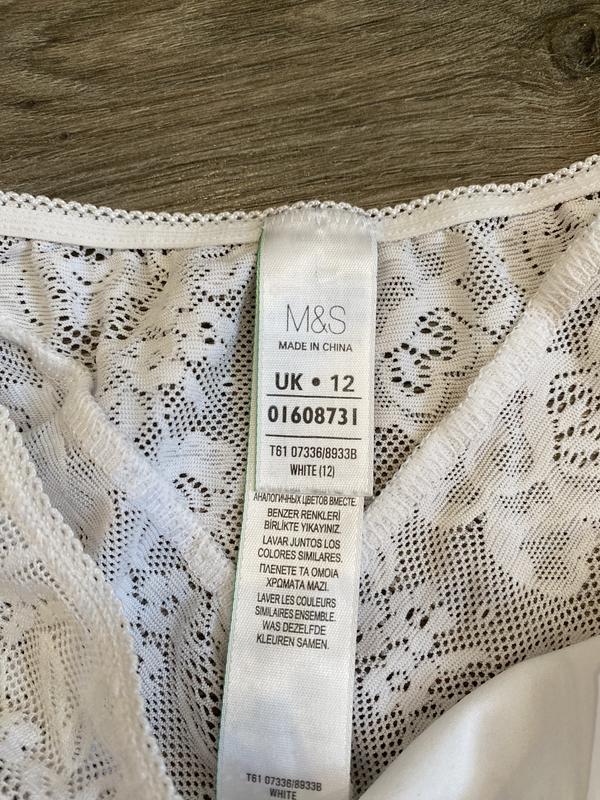 M&S
MADE IN CHINA
UK • 12
01608731
T61 07336/8933B
WHITE (12)
АНАЛОГИЧНЫХ ЦВЕТОВ ВМЕСТЕ.
BENZER RENKLERİ
BİRLİKTE YIKAYINIZ.
LAVAR JUNTOS LOS
COLORES SIMILARES.
ΠΛΕΝΕΤΕ ΤΑ ΟΜΟΙΑ
ΧΡΩΜΑΤΑ ΜΑΖΙ.
LAVER LES COULEURS
SIMILAIRES ENSEMBLE.
WAS DEZELFDE
KLEUREN SAMEN.
T61 07336/8933B
WHITE